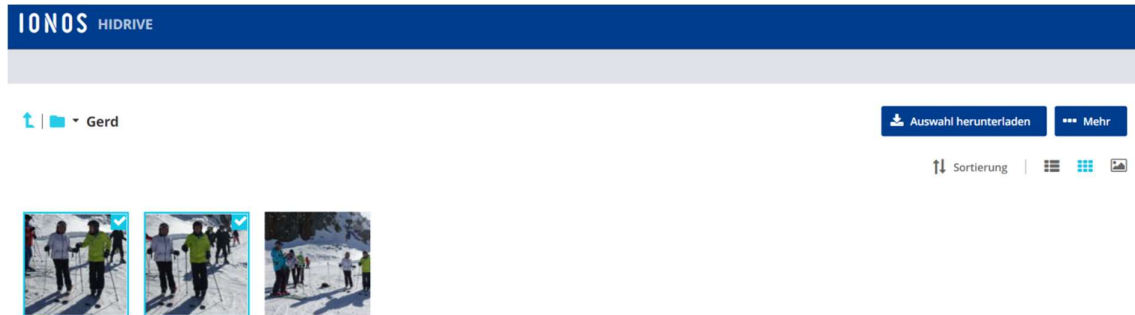 IONOS HIDRIVE
Gerd
Auswahl herunterladen
Mehr
Sortierung